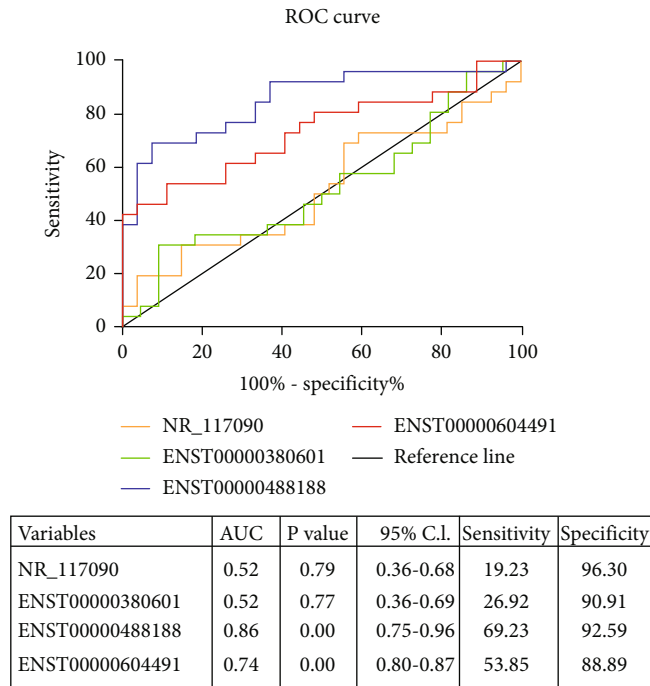 ROC curve
100
80
60
40
20
0
Sensitivity
0 20 40 60 80 100
100% - specificity%
NR_117090
ENST00000604491
ENST00000380601
Reference line
ENST00000488188
Variables AUC P value 95% C.l. Sensitivity Specificity
NR_117090 0.52 0.79 0.36-0.68 19.23 96.30
ENST00000380601 0.52 0.77 0.36-0.69 26.92 90.91
ENST00000488188 0.86 0.00 0.75-0.96 69.23 92.59
ENST00000604491 0.74 0.00 0.80-0.87 53.85 88.89